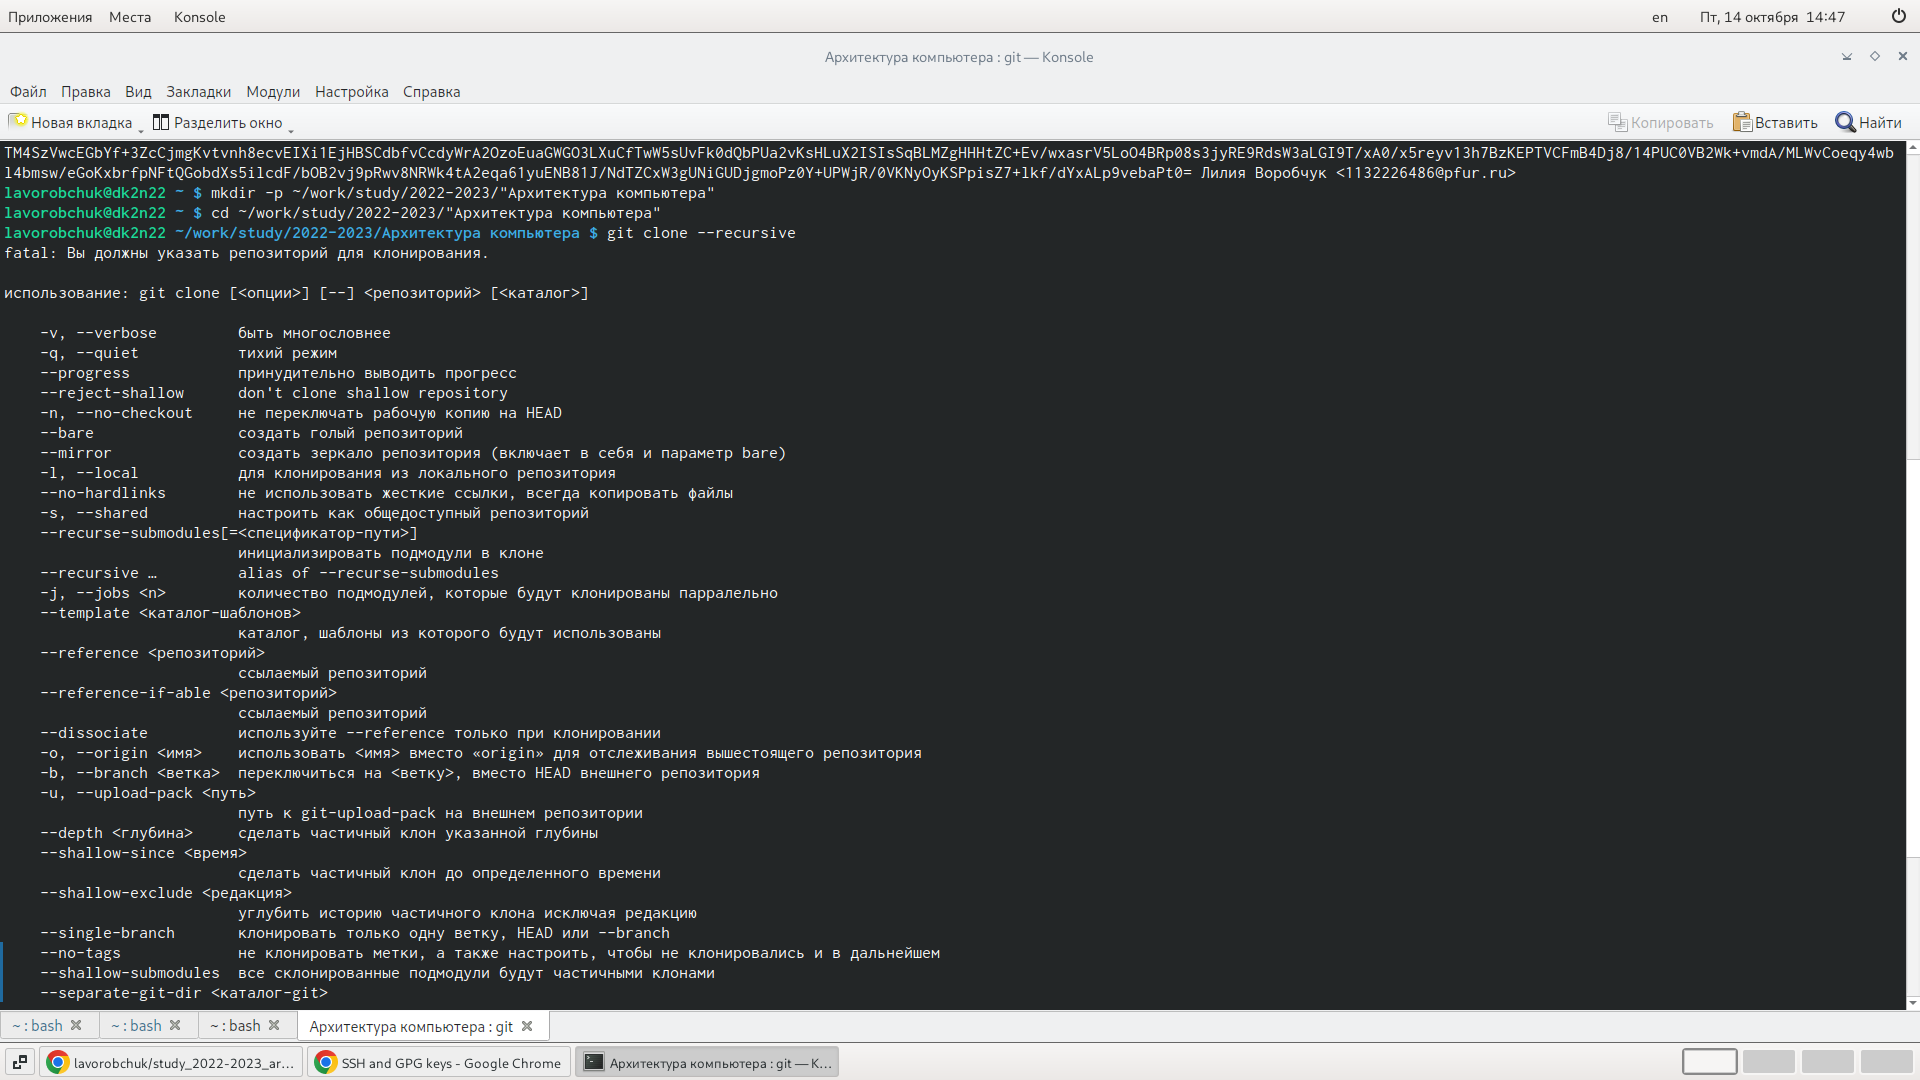 Приложения Места Konsole en Пт, 14 октября 14:47
Архитектура компьютера : git — Konsole
Файл Правка Вид Закладки Модули Настройка Справка
Новая вкладка Разделить окно Копировать Вставить Найти
TM4SzVwcEGbYf+3ZcCjmgKvtvnh8ecvEIXi1EjHBSCdbfvCcdyWrA2OzoEuaGWGO3LXuCfTwW5sUvFk0dQbPUa2vKsHLuX2ISIsSqBLMZgHHHtZC+Ev/wxasrV5LoO4BRp08s3jyRE9RdsW3aLGI9T/xA0/x5reyv13h7BzKEPTVCFmB4Dj8/14PUC0VB2Wk+vmdA/MLWvCoeqy4wb
l4bmsw/eGoKxbrfpNFtQGobdXs5ilcdF/bOB2vj9pRwv8NRWk4tA2eqa61yuENB81J/NdTZCxW3gUNiGUDjgmoPz0Y+UPWjR/0VKNyOyKSPpisZ7+lkf/dYxALp9vebaPt0= Лилия Воробчук <1132226486@pfur.ru>
lavorobchuk@dk2n22 ~ $ mkdir -p ~/work/study/2022-2023/"Архитектура компьютера"
lavorobchuk@dk2n22 ~ $ cd ~/work/study/2022-2023/"Архитектура компьютера"
lavorobchuk@dk2n22 ~/work/study/2022-2023/Архитектура компьютера $ git clone --recursive
fatal: Вы должны указать репозиторий для клонирования.
использование: git clone [<опции>] [--] <репозиторий> [<каталог>]
-v, --verbose быть многословнее
-q, --quiet тихий режим
--progress принудительно выводить прогресс
--reject-shallow don't clone shallow repository
-n, --no-checkout не переключать рабочую копию на HEAD
--bare создать голый репозиторий
--mirror создать зеркало репозитория (включает в себя и параметр bare)
-l, --local для клонирования из локального репозитория
--no-hardlinks не использовать жесткие ссылки, всегда копировать файлы
-s, --shared настроить как общедоступный репозиторий
--recurse-submodules[=<спецификатор-пути>]
инициализировать подмодули в клоне
--recursive … alias of --recurse-submodules
-j, --jobs <n> количество подмодулей, которые будут клонированы парралельно
--template <каталог-шаблонов>
каталог, шаблоны из которого будут использованы
--reference <репозиторий>
ссылаемый репозиторий
--reference-if-able <репозиторий>
ссылаемый репозиторий
--dissociate используйте --reference только при клонировании
-o, --origin <имя> использовать <имя> вместо «origin» для отслеживания вышестоящего репозитория
-b, --branch <ветка> переключиться на <ветку>, вместо HEAD внешнего репозитория
-u, --upload-pack <путь>
путь к git-upload-pack на внешнем репозитории
--depth <глубина> сделать частичный клон указанной глубины
--shallow-since <время>
сделать частичный клон до определенного времени
--shallow-exclude <редакция>
углубить историю частичного клона исключая редакцию
--single-branch клонировать только одну ветку, HEAD или --branch
--no-tags не клонировать метки, а также настроить, чтобы не клонировались и в дальнейшем
--shallow-submodules все склонированные подмодули будут частичными клонами
--separate-git-dir <каталог-git>
~ : bash ~ : bash ~ : bash Архитектура компьютера : git
lavorobchuk/study_2022-2023_ar... SSH and GPG keys - Google Chrome Архитектура компьютера : git — K...